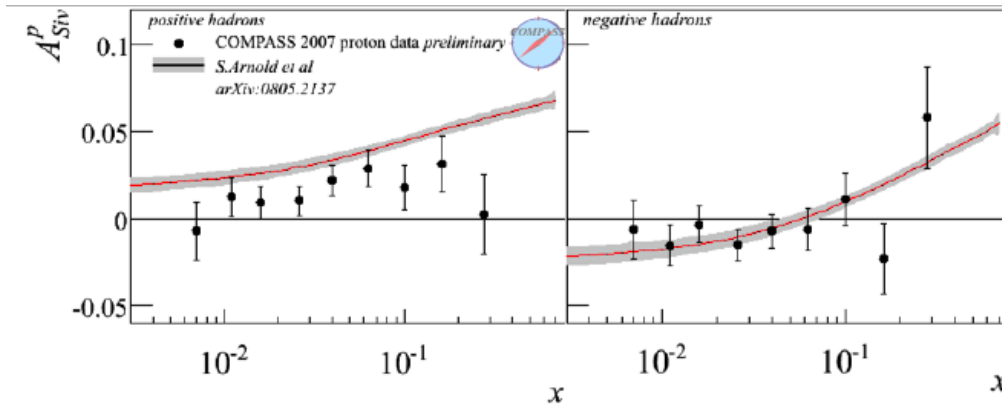 A^p_Siv
positive hadrons
COMPASS 2007 proton data preliminary
COMPASS
S.Arnold et al
arXiv:0805.2137
negative hadrons
0.1
0.05
0
-0.05
10^-2
10^-1
x
10^-2
10^-1
x